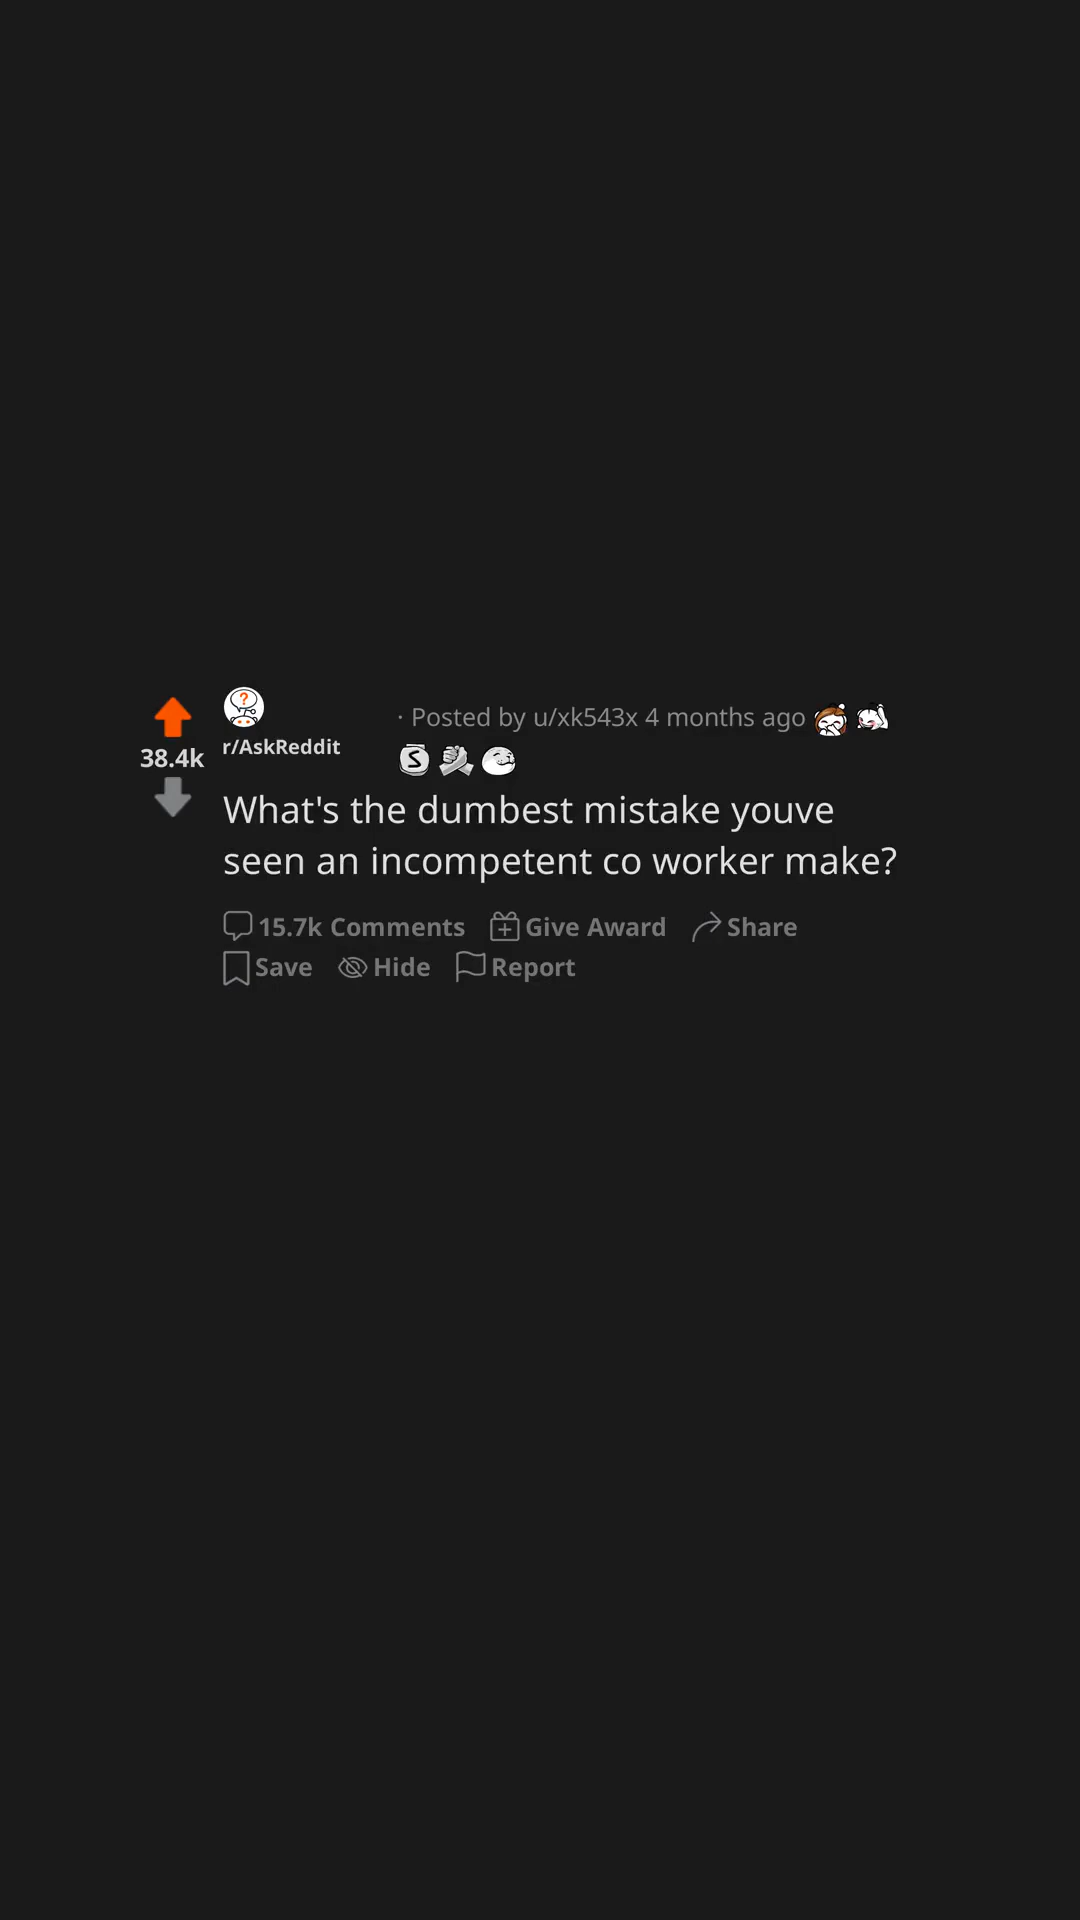 · Posted by u/xk543x 4 months ago
r/AskReddit
38.4k
S
What's the dumbest mistake youve
seen an incompetent co worker make?
15.7k Comments Give Award Share
Save Hide Report